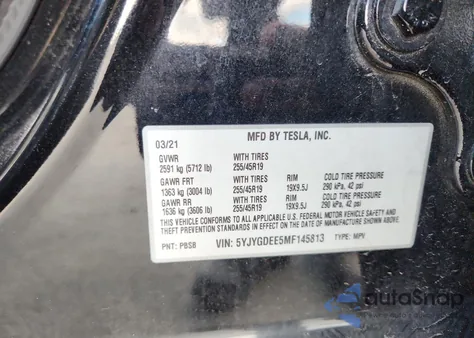 MFD BY TESLA, INC.
03/21
GVWR WITH TIRES
2591 kg (5712 lb) 255/45R19
GAWR FRT WITH TIRES RIM COLD TIRE PRESSURE
1363 kg (3004 lb) 255/45R19 19X9.5J 290 kPa, 42 psi
GAWR RR WITH TIRES RIM COLD TIRE PRESSURE
1636 kg (3606 lb) 255/45R19 19X9.5J 290 kPa, 42 psi
THIS VEHICLE CONFORMS TO ALL APPLICABLE U.S. FEDERAL MOTOR VEHICLE SAFETY AND
THEFT PREVENTION STANDARDS IN EFFECT ON THE DATE OF MANUFACTURE SHOWN ABOVE.
PNT: PBSB VIN: 5YJYGDEE5MF145813 TYPE: MPV
autoSnap